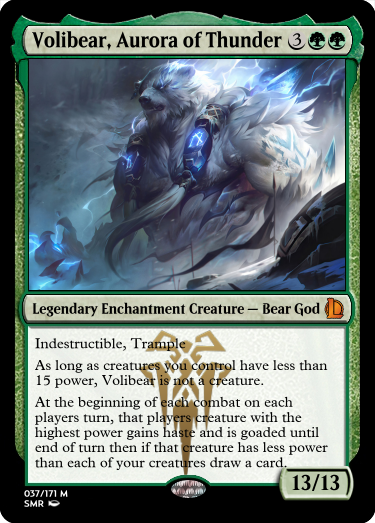 Volibear, Aurora of Thunder 3
Legendary Enchantment Creature — Bear God
Indestructible, Trample
As long as creatures you control have less than
15 power, Volibear is not a creature.
At the beginning of each combat on each
players turn, that players creature with the
highest power gains haste and is goaded until
end of turn then if that creature has less power
than each of your creatures draw a card.
13/13
037/171 M
SMR